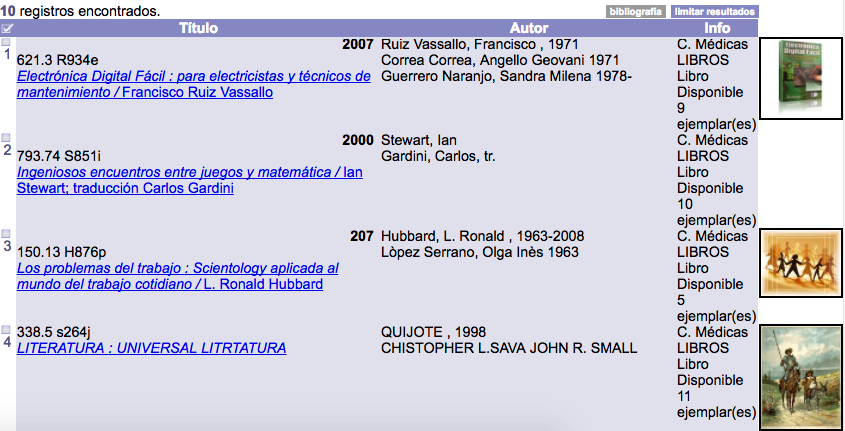 10 registros encontrados.
bibliografía limitar resultados
Título Autor Info
1
2007
621.3 R934e
Electrónica Digital Fácil : para electricistas y técnicos de
mantenimiento / Francisco Ruiz Vassallo
Ruiz Vassallo, Francisco , 1971
Correa Correa, Angello Geovani 1971
Guerrero Naranjo, Sandra Milena 1978-
C. Médicas
LIBROS
Libro
Disponible
9
ejemplar(es)
Electrónica
Digital Fácil
2
2000
793.74 S851i
Ingeniosos encuentros entre juegos y matemática / Ian
Stewart; traducción Carlos Gardini
Stewart, Ian
Gardini, Carlos, tr.
C. Médicas
LIBROS
Libro
Disponible
10
ejemplar(es)
3
207
150.13 H876p
Los problemas del trabajo : Scientology aplicada al
mundo del trabajo cotidiano / L. Ronald Hubbard
Hubbard, L. Ronald , 1963-2008
Lòpez Serrano, Olga Inès 1963
C. Médicas
LIBROS
Libro
Disponible
5
ejemplar(es)
4
338.5 s264j
LITERATURA : UNIVERSAL LITRTATURA
QUIJOTE , 1998
CHISTOPHER L.SAVA JOHN R. SMALL
C. Médicas
LIBROS
Libro
Disponible
11
ejemplar(es)